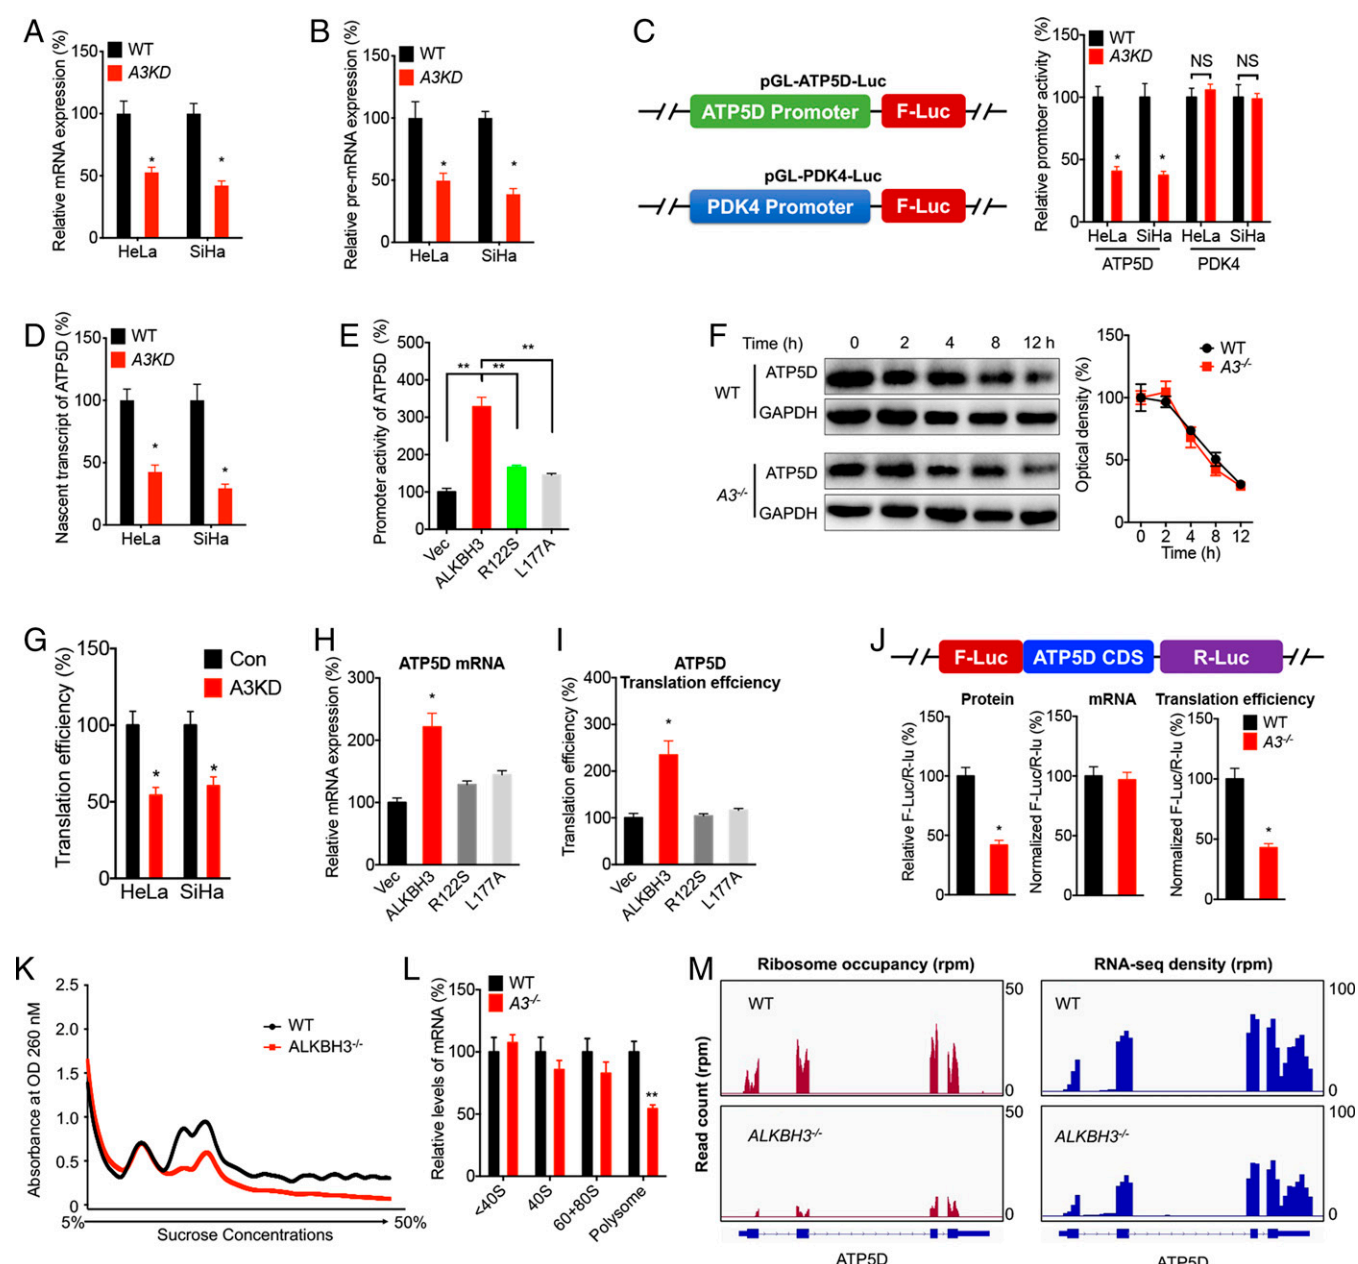 A
Relative mRNA expression (%)
WT
A3KD
150
100
50
0
HeLa
SiHa
B
Relative pre-mRNA expression (%)
WT
A3KD
150
100
50
0
*
*
*
*
HeLa
SiHa
C
pGL-ATP5D-Luc
ATP5D Promoter
F-Luc
pGL-PDK4-Luc
PDK4 Promoter
F-Luc
Relative promtoer activity (%)
WT
A3KD
150
100
50
0
NS
NS
*
*
HeLa SiHa HeLa SiHa
ATP5D
PDK4
D
Nascent transcript of ATP5D (%)
WT
A3KD
150
100
50
0
*
*
HeLa
SiHa
E
Promoter activity of ATP5D (%)
500
400
300
200
100
0
**
**
**
Vec
ALKBH3
R122S
L177A
F
Time (h) 0 2 4 8 12 h
WT
ATP5D
GAPDH
A3-/-
ATP5D
GAPDH
Optical density (%)
WT
A3-/-
150
100
50
0
0 2 4 8 12
Time (h)
G
Translation efficiency (%)
Con
A3KD
150
100
50
0
*
*
HeLa
SiHa
H
ATP5D mRNA
Relative mRNA expression (%)
300
200
100
0
*
Vec
ALKBH3
R122S
L177A
I
ATP5D
Translation effciency
Translation efficiency (%)
400
300
200
100
0
*
Vec
ALKBH3
R122S
L177A
J
F-Luc
ATP5D CDS
R-Luc
Protein
Relative F-Luc/R-lu (%)
150
100
50
0
*
mRNA
Normalized F-Luc/R-lu (%)
150
100
50
0
Translation efficiency
Normalized F-Luc/R-lu (%)
WT
A3-/-
150
100
50
0
*
K
Absorbance at OD 260 nM
2.5
2.0
1.5
1.0
0.5
0
WT
ALKBH3-/-
5%
50%
Sucrose Concentrations
L
Relative levels of mRNA (%)
WT
A3-/-
150
100
50
0
**
<40S
40S
60+80S
Polysome
M
Ribosome occupancy (rpm)
RNA-seq density (rpm)
Read count (rpm)
WT
50
0
WT
100
0
ALKBH3-/-
50
0
ALKBH3-/-
100
0
ATP5D
ATP5D